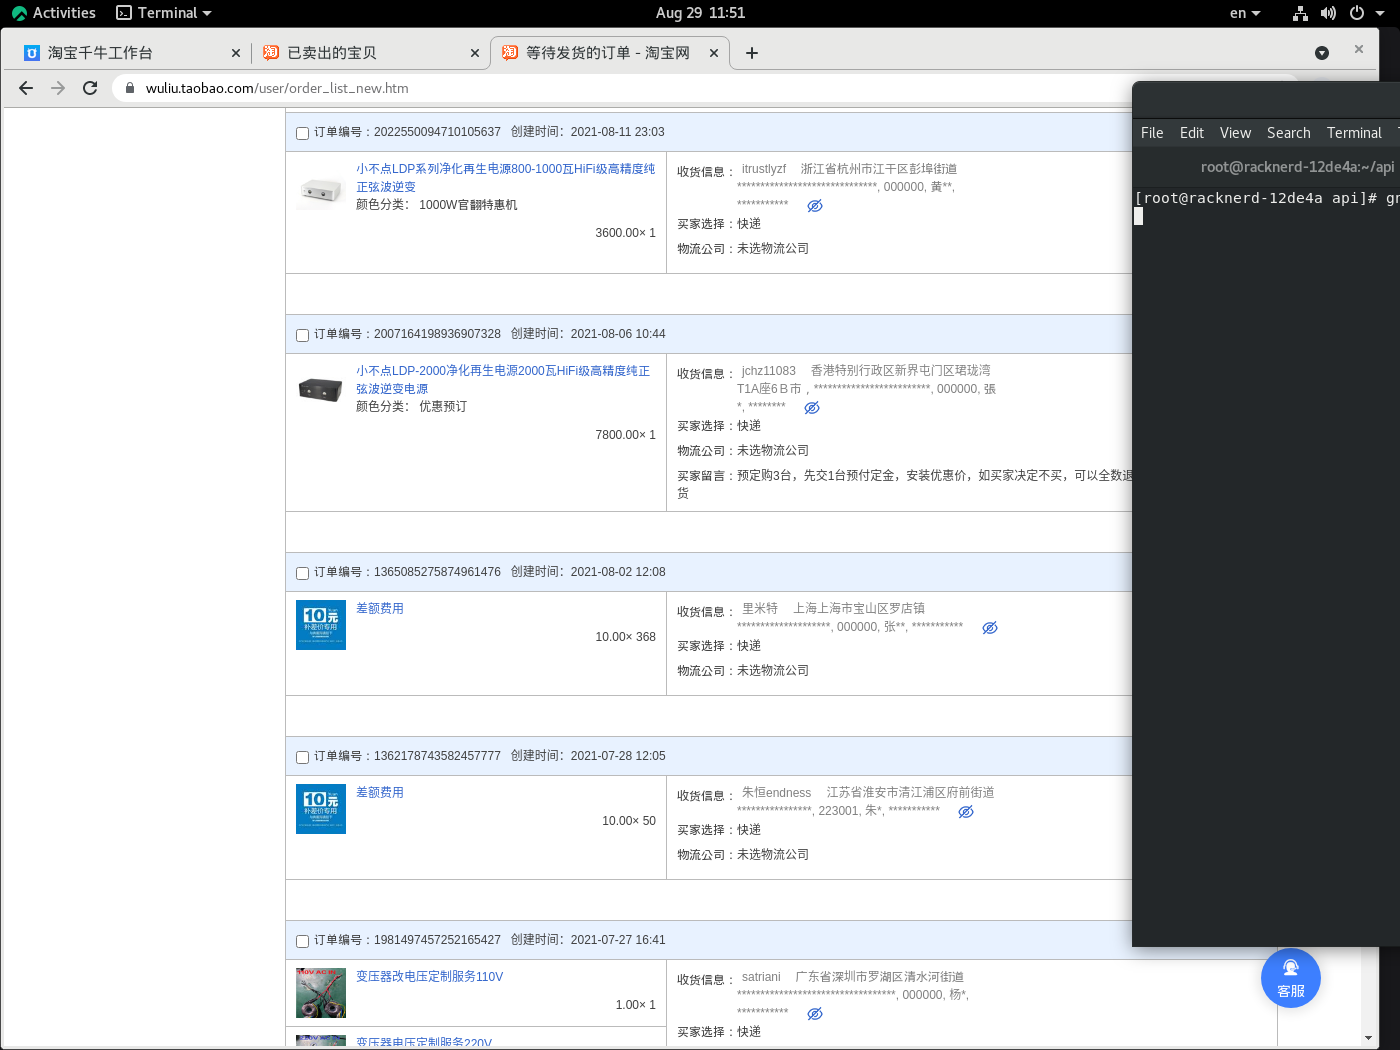 Activities
Terminal
Aug 29 11:51
en
淘宝千牛工作台
已卖出的宝贝
等待发货的订单 - 淘宝网
wuliu.taobao.com/user/order_list_new.htm
订单编号：2022550094710105637 创建时间：2021-08-11 23:03
小不点LDP系列净化再生电源800-1000瓦HiFi级高精度纯
正弦波逆变
颜色分类： 1000W官翻特惠机
3600.00× 1
收货信息： itrustlyzf 浙江省杭州市江干区彭埠街道
******************************, 000000, 黄**,
***********
买家选择：快递
物流公司：未选物流公司
订单编号：2007164198936907328 创建时间：2021-08-06 10:44
小不点LDP-2000净化再生电源2000瓦HiFi级高精度纯正
弦波逆变电源
颜色分类： 优惠预订
7800.00× 1
收货信息： jchz11083 香港特别行政区新界屯门区珺珑湾
T1A座6Ｂ市，*************************, 000000, 張
*, ********
买家选择：快递
物流公司：未选物流公司
买家留言：预定购3台，先交1台预付定金，安装优惠价，如买家决定不买，可以全数退
货
订单编号：1365085275874961476 创建时间：2021-08-02 12:08
10元
补差价专用
差额费用
10.00× 368
收货信息： 里米特 上海上海市宝山区罗店镇
********************, 000000, 张**, ***********
买家选择：快递
物流公司：未选物流公司
订单编号：1362178743582457777 创建时间：2021-07-28 12:05
10元
补差价专用
差额费用
10.00× 50
收货信息： 朱恒endness 江苏省淮安市清江浦区府前街道
****************, 223001, 朱*, ***********
买家选择：快递
物流公司：未选物流公司
订单编号：1981497457252165427 创建时间：2021-07-27 16:41
变压器改电压定制服务110V
1.00× 1
变压器电压定制服务220V
收货信息： satriani 广东省深圳市罗湖区清水河街道
**********************************, 000000, 杨*,
***********
买家选择：快递
File Edit View Search Terminal
root@racknerd-12de4a:~/api
[root@racknerd-12de4a api]# gn
客服